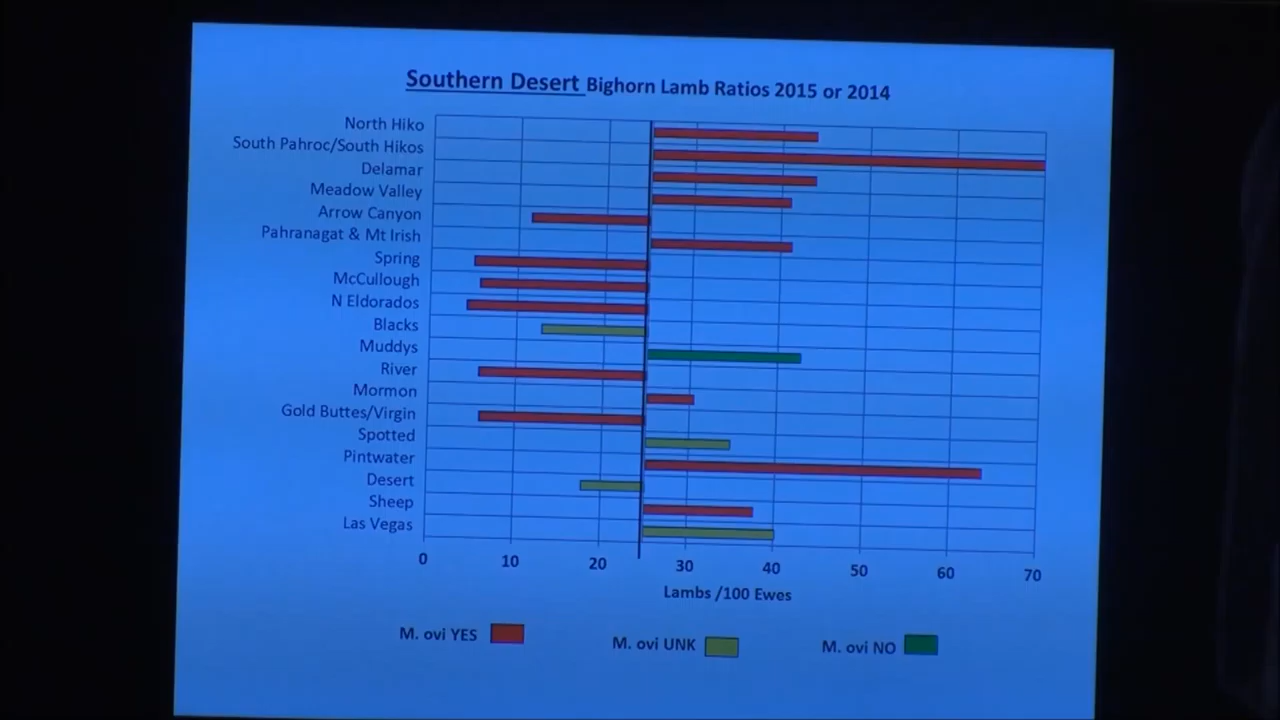 Southern Desert Bighorn Lamb Ratios 2015 or 2014
North Hiko
South Pahroc/South Hikos
Delamar
Meadow Valley
Arrow Canyon
Pahranagat & Mt Irish
Spring
McCullough
N Eldorados
Blacks
Muddys
River
Mormon
Gold Buttes/Virgin
Spotted
Pintwater
Desert
Sheep
Las Vegas
0 10 20 30 40 50 60 70
Lambs /100 Ewes
M. ovi YES M. ovi UNK M. ovi NO